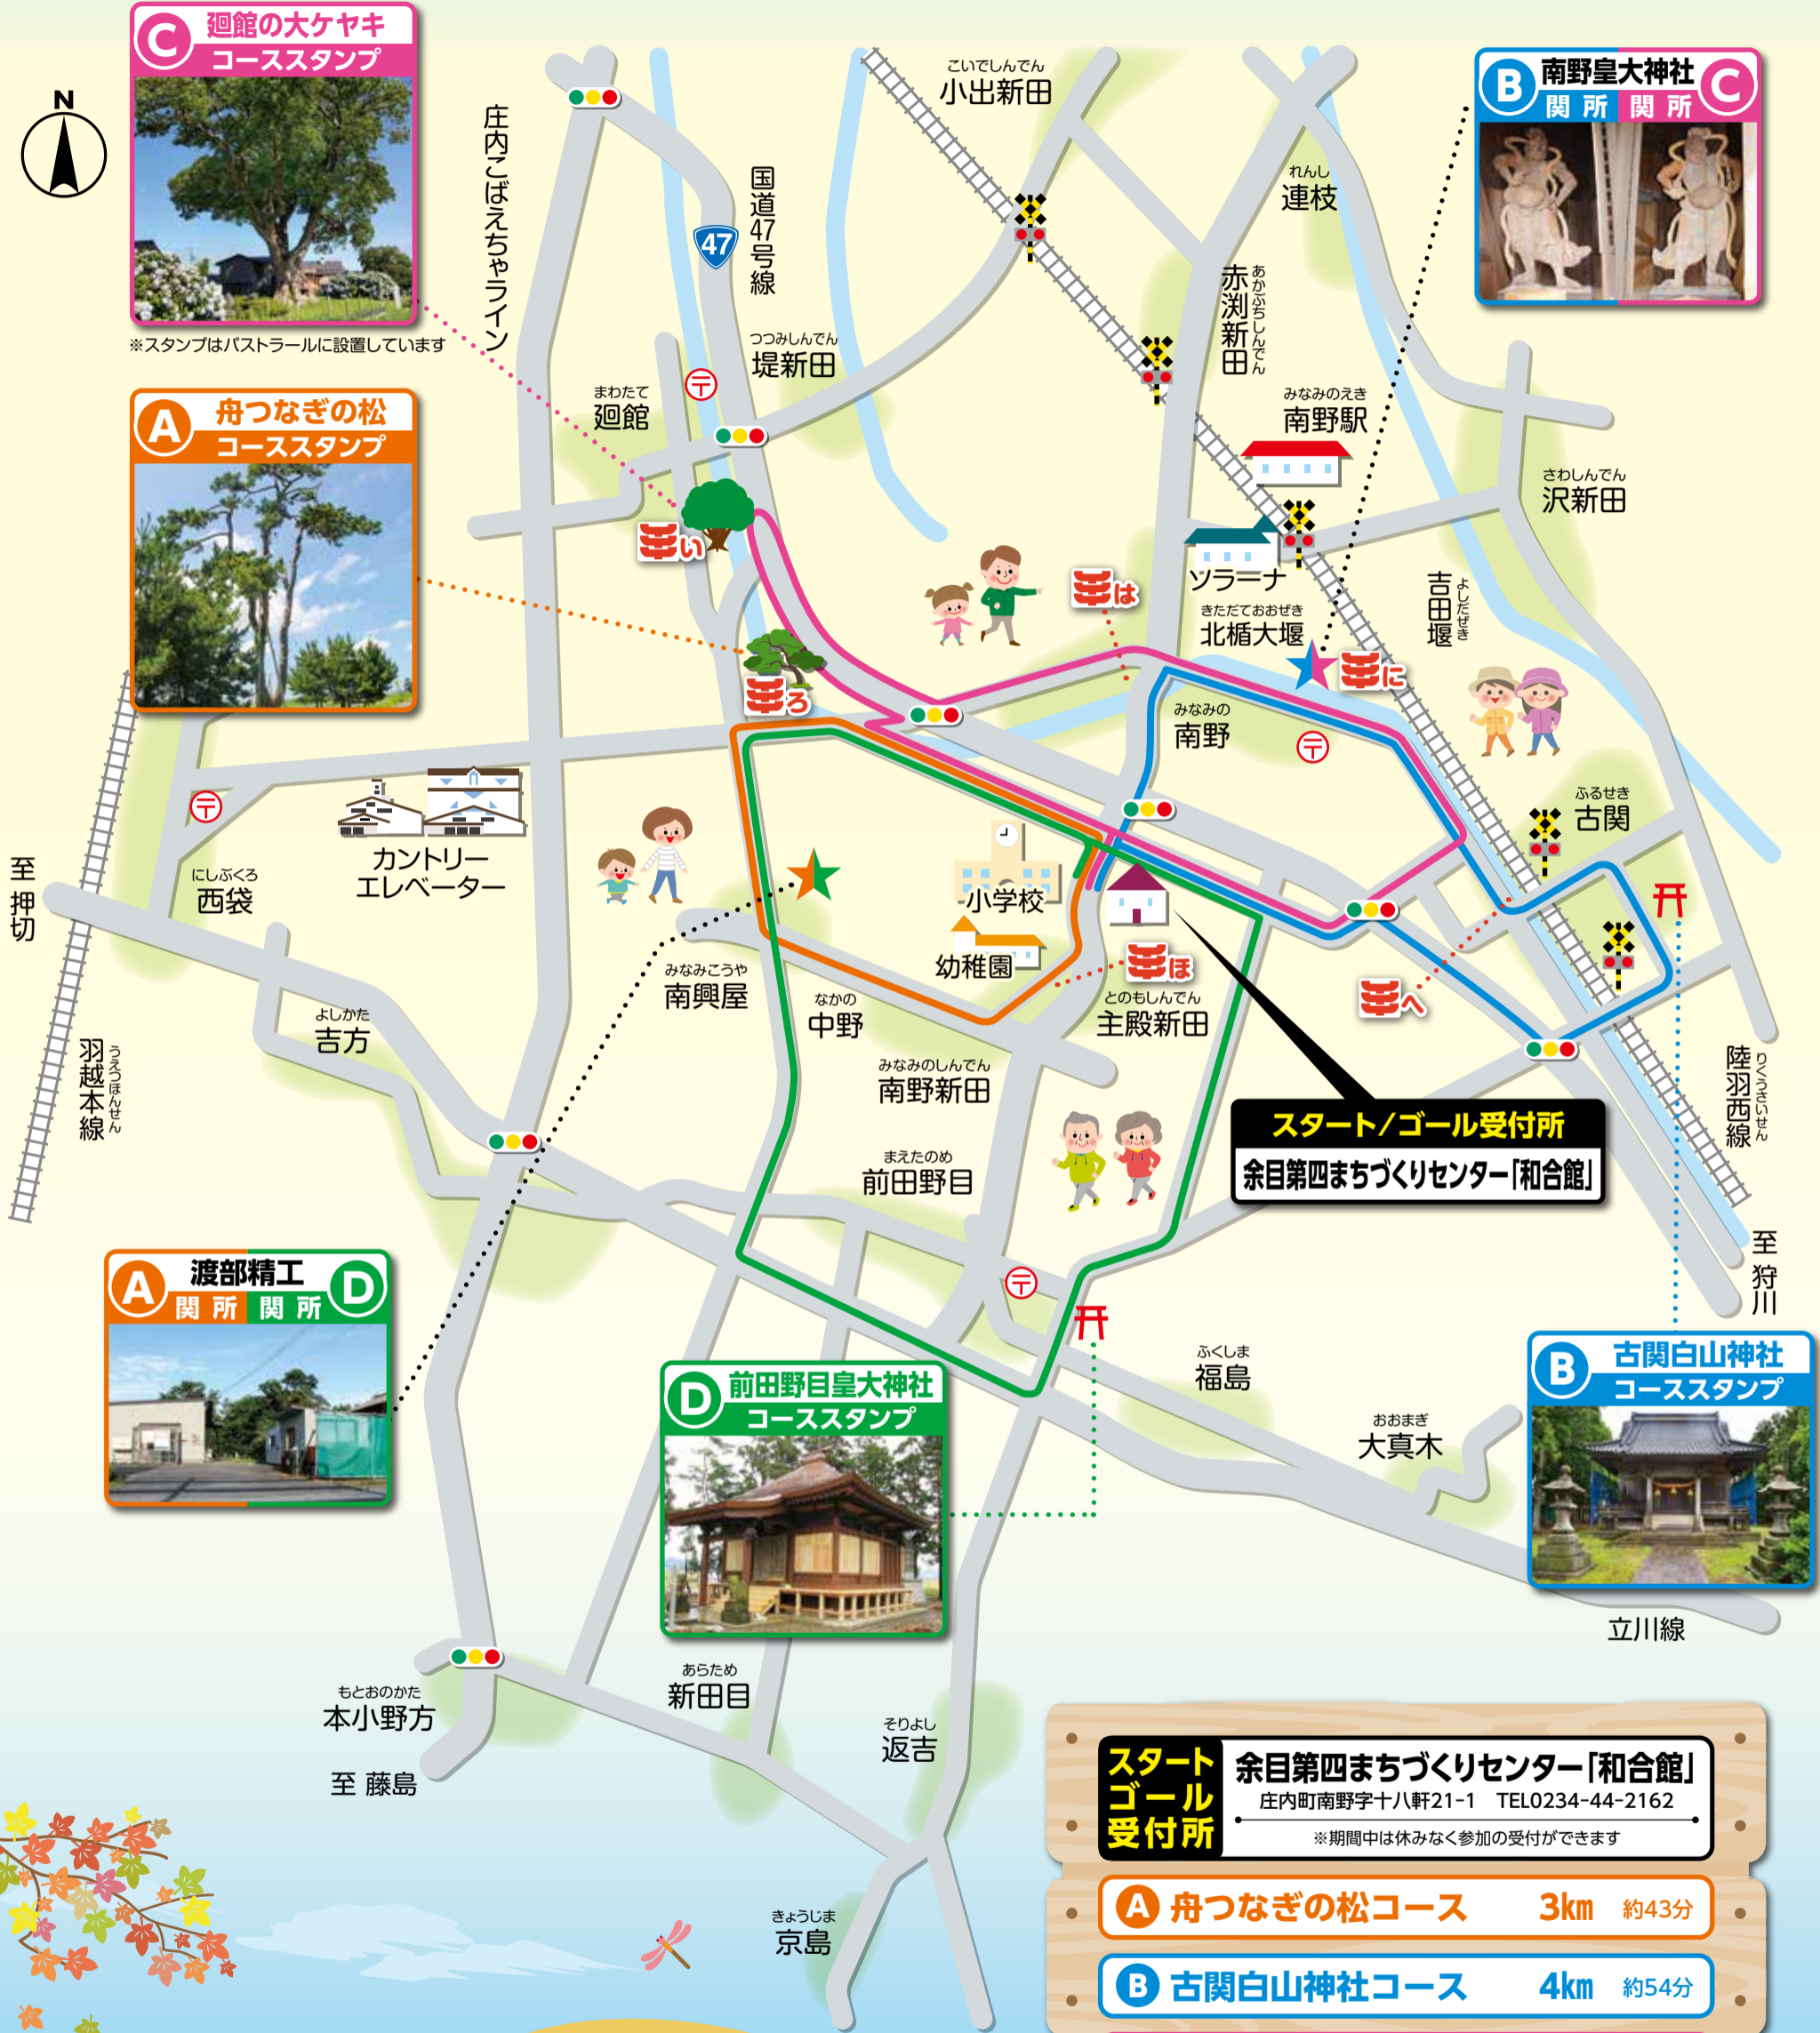 C
廻館の大ケヤキ
コーススタンプ
※スタンプはパストラールに設置しています
N
A
舟つなぎの松
コーススタンプ
B
南野皇大神社
関所
関所
C
庄内こばえちゃライン
国道47号線
47
こいでしんでん
小出新田
れんし
連枝
あかぶちしんでん
赤渕新田
つつみしんでん
堤新田
まわたて
廻館
みなみのえき
南野駅
さわしんでん
沢新田
い
ソラーナ
は
きただておおぜき
北楯大堰
よしだぜき
吉田堰
に
ろ
みなみの
南野
ふるせき
古関
カントリー
エレベーター
にしぶくろ
西袋
至 押切
小学校
幼稚園
ほ
へ
みなみこうや
南興屋
なかの
中野
とのもしんでん
主殿新田
よしかた
吉方
うえつほんせん
羽越本線
みなみのしんでん
南野新田
りくうさいせん
陸羽西線
スタート/ゴール受付所
余目第四まちづくりセンター「和合館」
まえたのめ
前田野目
至 狩川
A
渡部精工
関所
関所
D
D
前田野目皇大神社
コーススタンプ
ふくしま
福島
おおまぎ
大真木
B
古関白山神社
コーススタンプ
立川線
もとおのかた
本小野方
至 藤島
あらため
新田目
そりよし
返吉
きょうじま
京島
スタート
ゴール
受付所
余目第四まちづくりセンター「和合館」
庄内町南野字十八軒21-1 TEL0234-44-2162
※期間中は休みなく参加の受付ができます
A 舟つなぎの松コース 3km 約43分
B 古関白山神社コース 4km 約54分